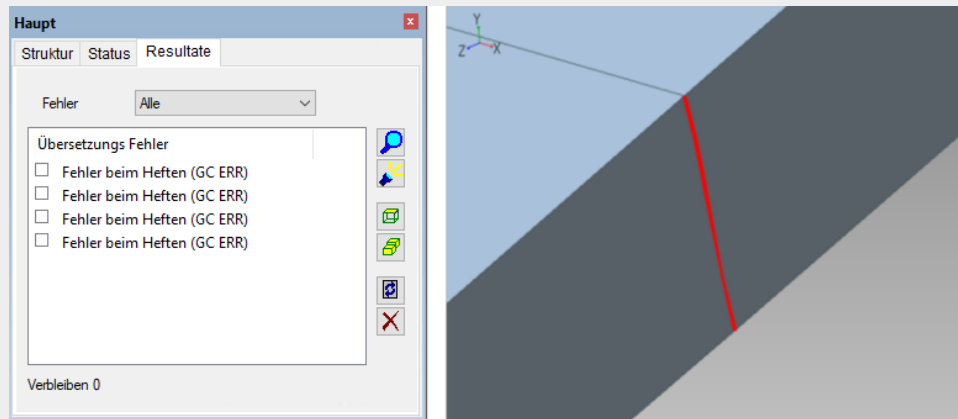 Haupt
Struktur Status Resultate
Fehler Alle
Übersetzungs Fehler
Fehler beim Heften (GC ERR)
Fehler beim Heften (GC ERR)
Fehler beim Heften (GC ERR)
Fehler beim Heften (GC ERR)
Verbleiben 0
Y
Z X